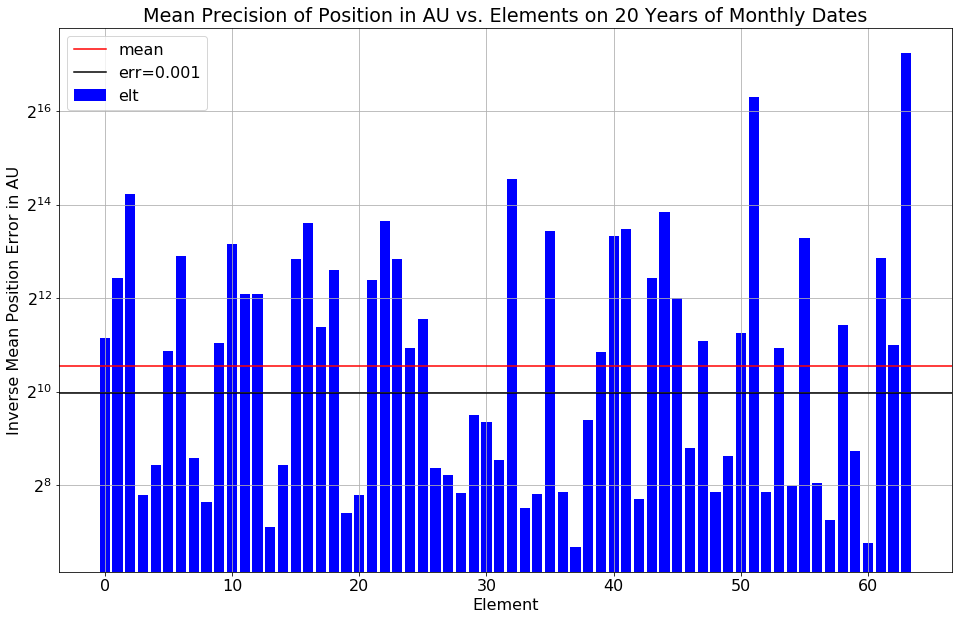 Mean Precision of Position in AU vs. Elements on 20 Years of Monthly Dates
mean
err=0.001
elt
Inverse Mean Position Error in AU
2^16
2^14
2^12
2^10
2^8
0 10 20 30 40 50 60
Element